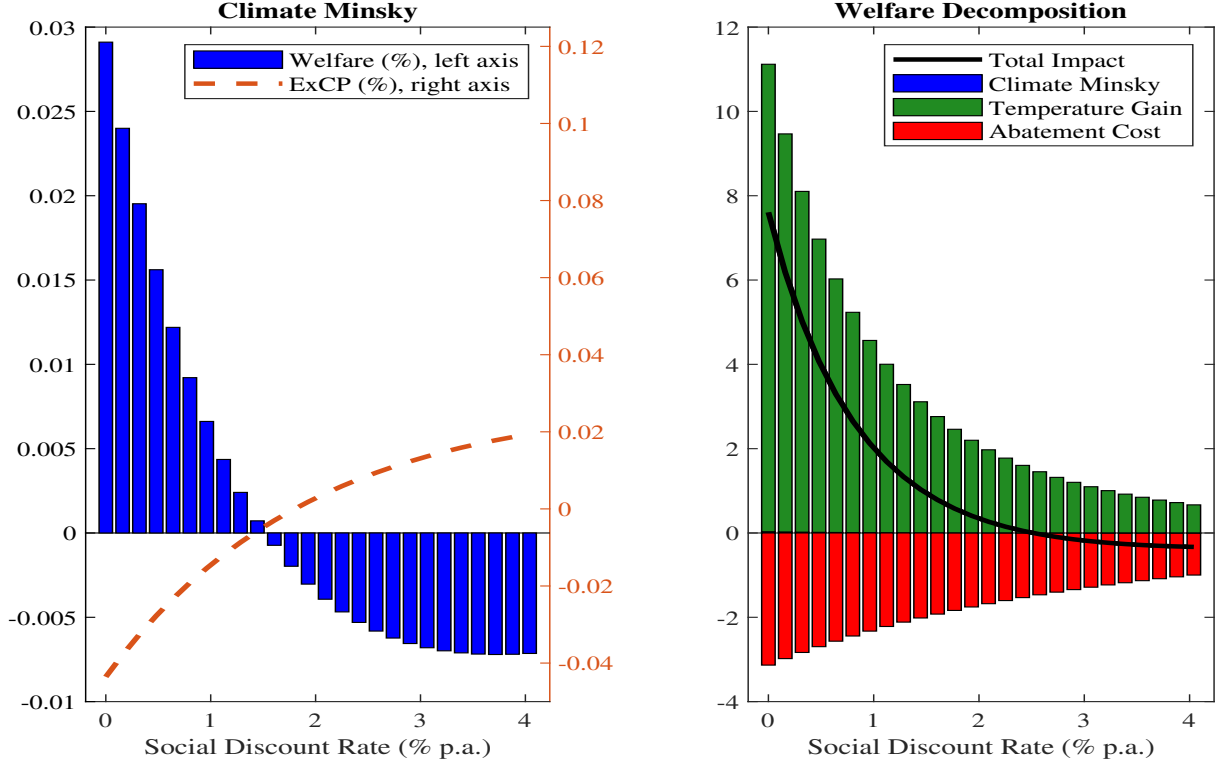 Climate Minsky
0.03
0.025
0.02
0.015
0.01
0.005
0
-0.005
-0.01
0.12
0.1
0.08
0.06
0.04
0.02
0
-0.02
-0.04
Welfare (%), left axis
ExCP (%), right axis
0 1 2 3 4
Social Discount Rate (% p.a.)
Welfare Decomposition
12
10
8
6
4
2
0
-2
-4
Total Impact
Climate Minsky
Temperature Gain
Abatement Cost
0 1 2 3 4
Social Discount Rate (% p.a.)